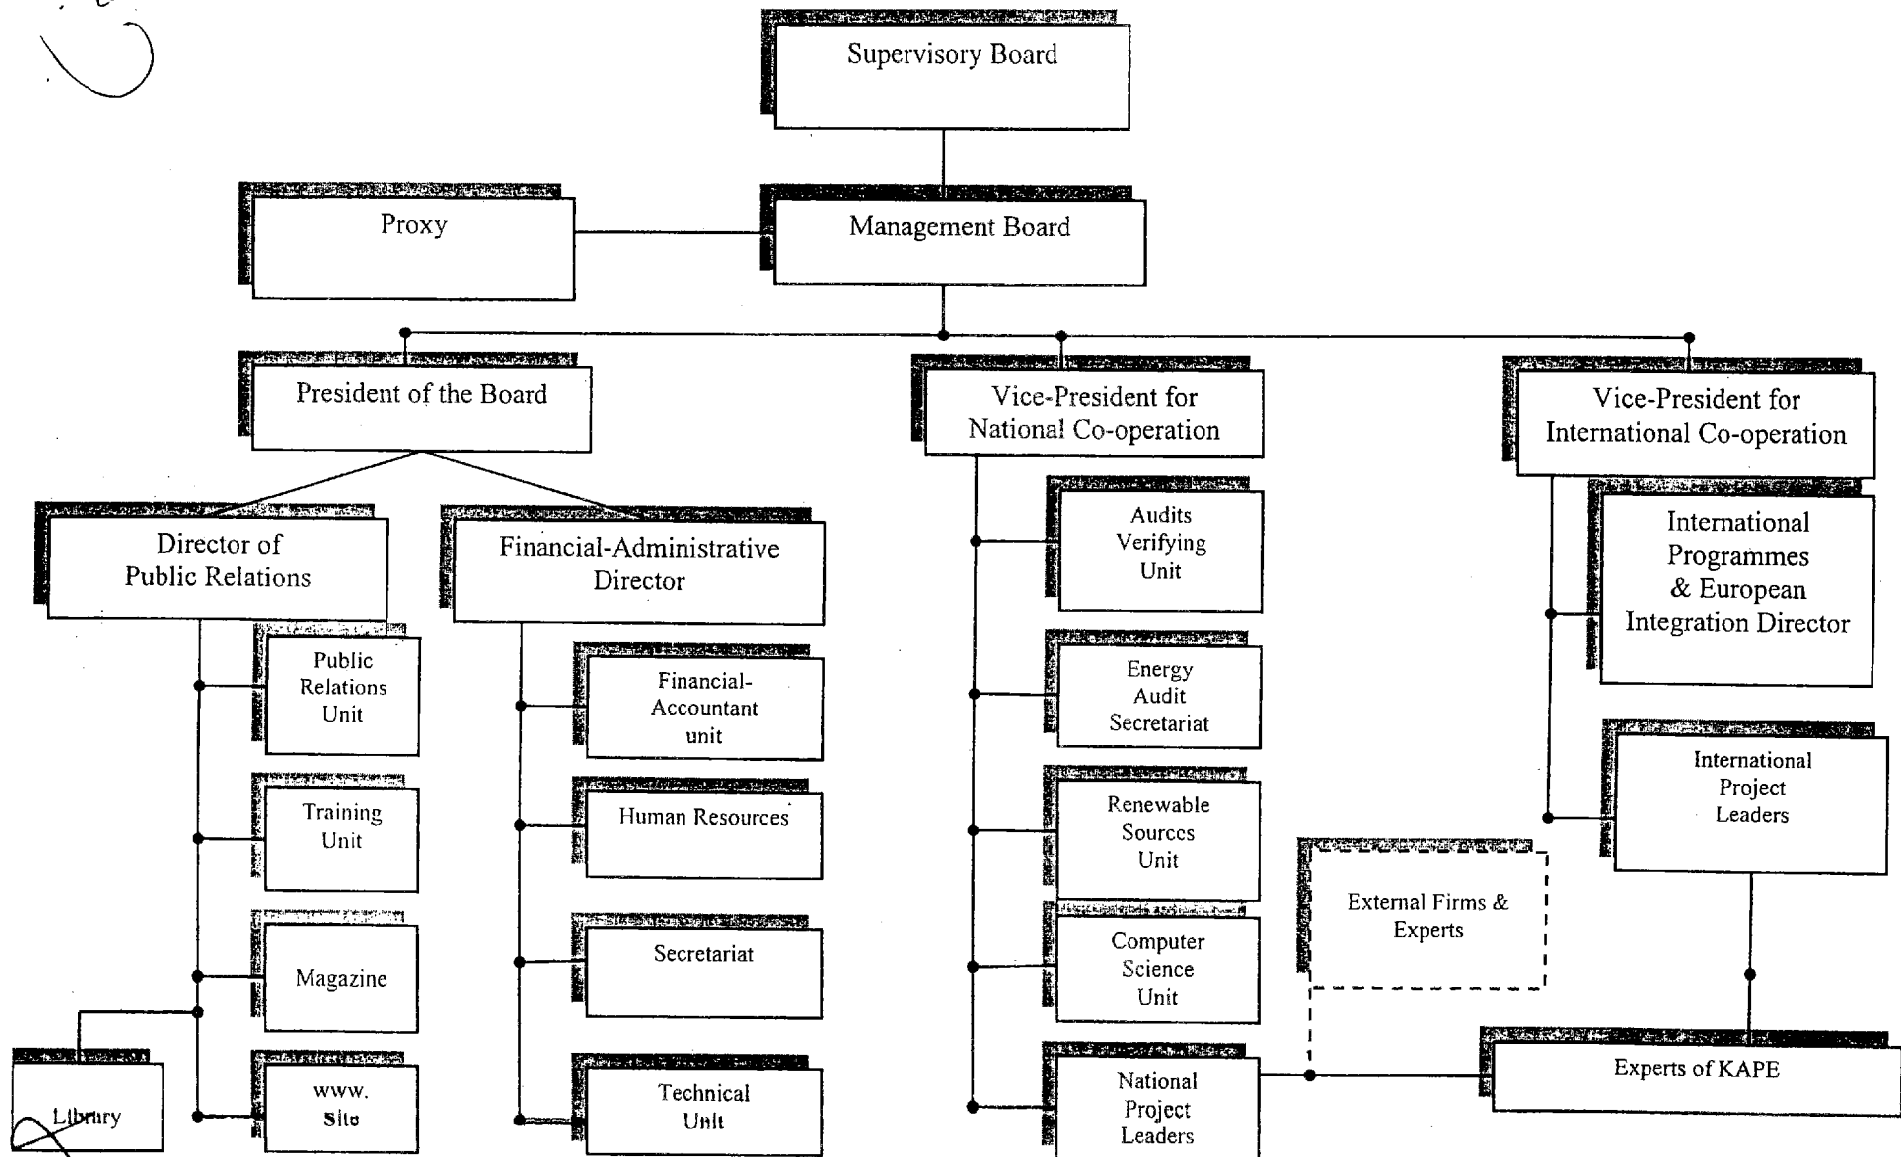 Supervisory Board
Proxy
Management Board
President of the Board
Vice-President for
National Co-operation
Vice-President for
International Co-operation
Director of
Public Relations
Financial-Administrative
Director
Audits
Verifying
Unit
International
Programmes
& European
Integration Director
Public
Relations
Unit
Financial-
Accountant
unit
Energy
Audit
Secretariat
International
Project
Leaders
Training
Unit
Human Resources
Renewable
Sources
Unit
External Firms &
Experts
Magazine
Secretariat
Computer
Science
Unit
Library
www.
Site
Technical
Unit
National
Project
Leaders
Experts of KAPE